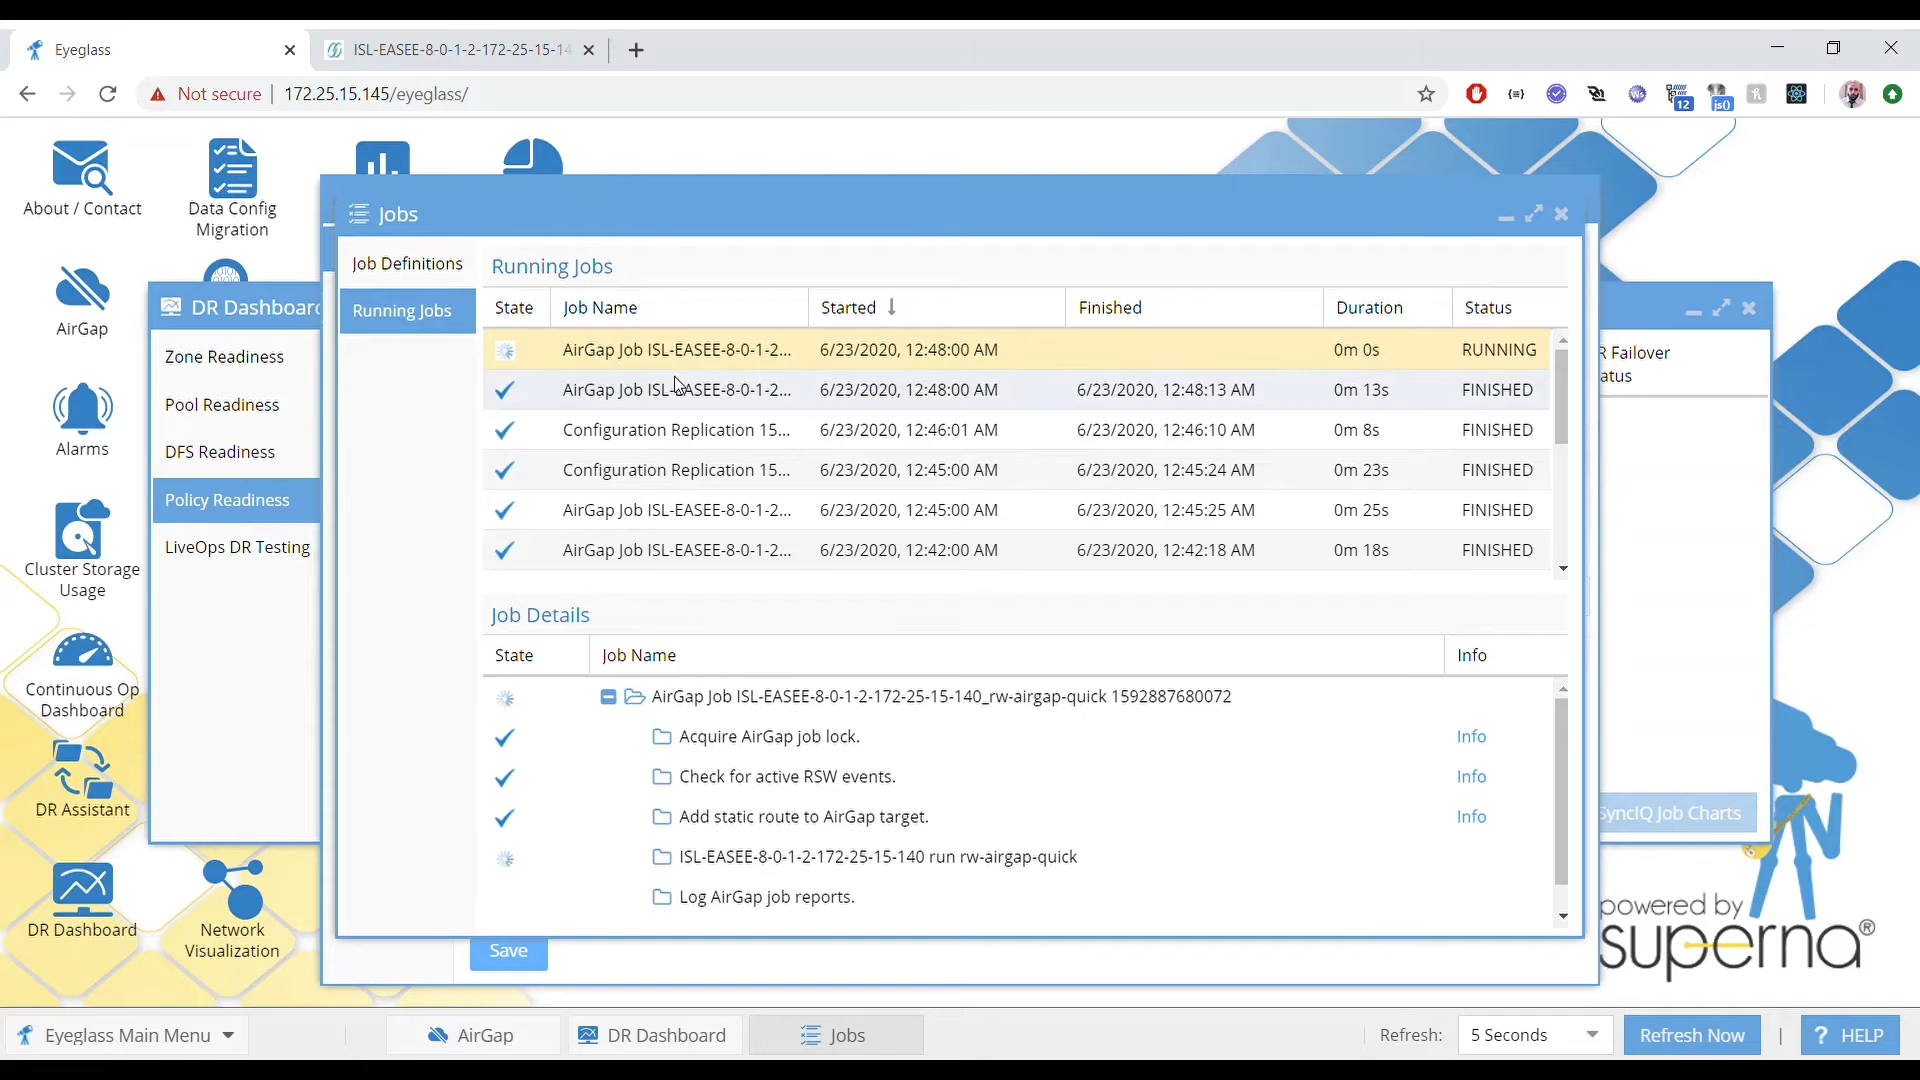 Eyeglass
ISL-EASEE-8-0-1-2-172-25-15-14
Not secure
172.25.15.145/eyeglass/
12
js()
About / Contact
Data Config
Migration
AirGap
Alarms
Cluster Storage
Usage
Continuous Op
Dashboard
DR Assistant
DR Dashboard
Network
Visualization
DR Dashboard
Zone Readiness
Pool Readiness
DFS Readiness
Policy Readiness
LiveOps DR Testing
Jobs
Job Definitions
Running Jobs
Running Jobs
State Job Name Started Finished Duration Status
AirGap Job ISL-EASEE-8-0-1-2... 6/23/2020, 12:48:00 AM 0m 0s RUNNING
AirGap Job ISL-EASEE-8-0-1-2... 6/23/2020, 12:48:00 AM 6/23/2020, 12:48:13 AM 0m 13s FINISHED
Configuration Replication 15... 6/23/2020, 12:46:01 AM 6/23/2020, 12:46:10 AM 0m 8s FINISHED
Configuration Replication 15... 6/23/2020, 12:45:00 AM 6/23/2020, 12:45:24 AM 0m 23s FINISHED
AirGap Job ISL-EASEE-8-0-1-2... 6/23/2020, 12:45:00 AM 6/23/2020, 12:45:25 AM 0m 25s FINISHED
AirGap Job ISL-EASEE-8-0-1-2... 6/23/2020, 12:42:00 AM 6/23/2020, 12:42:18 AM 0m 18s FINISHED
Job Details
State Job Name Info
AirGap Job ISL-EASEE-8-0-1-2-172-25-15-140_rw-airgap-quick 1592887680072
Acquire AirGap job lock. Info
Check for active RSW events. Info
Add static route to AirGap target. Info
ISL-EASEE-8-0-1-2-172-25-15-140 run rw-airgap-quick
Log AirGap job reports.
Save
R Failover
atus
SyncIQ Job Charts
powered by
superna®
Eyeglass Main Menu
AirGap
DR Dashboard
Jobs
Refresh:
5 Seconds
Refresh Now
|
? HELP